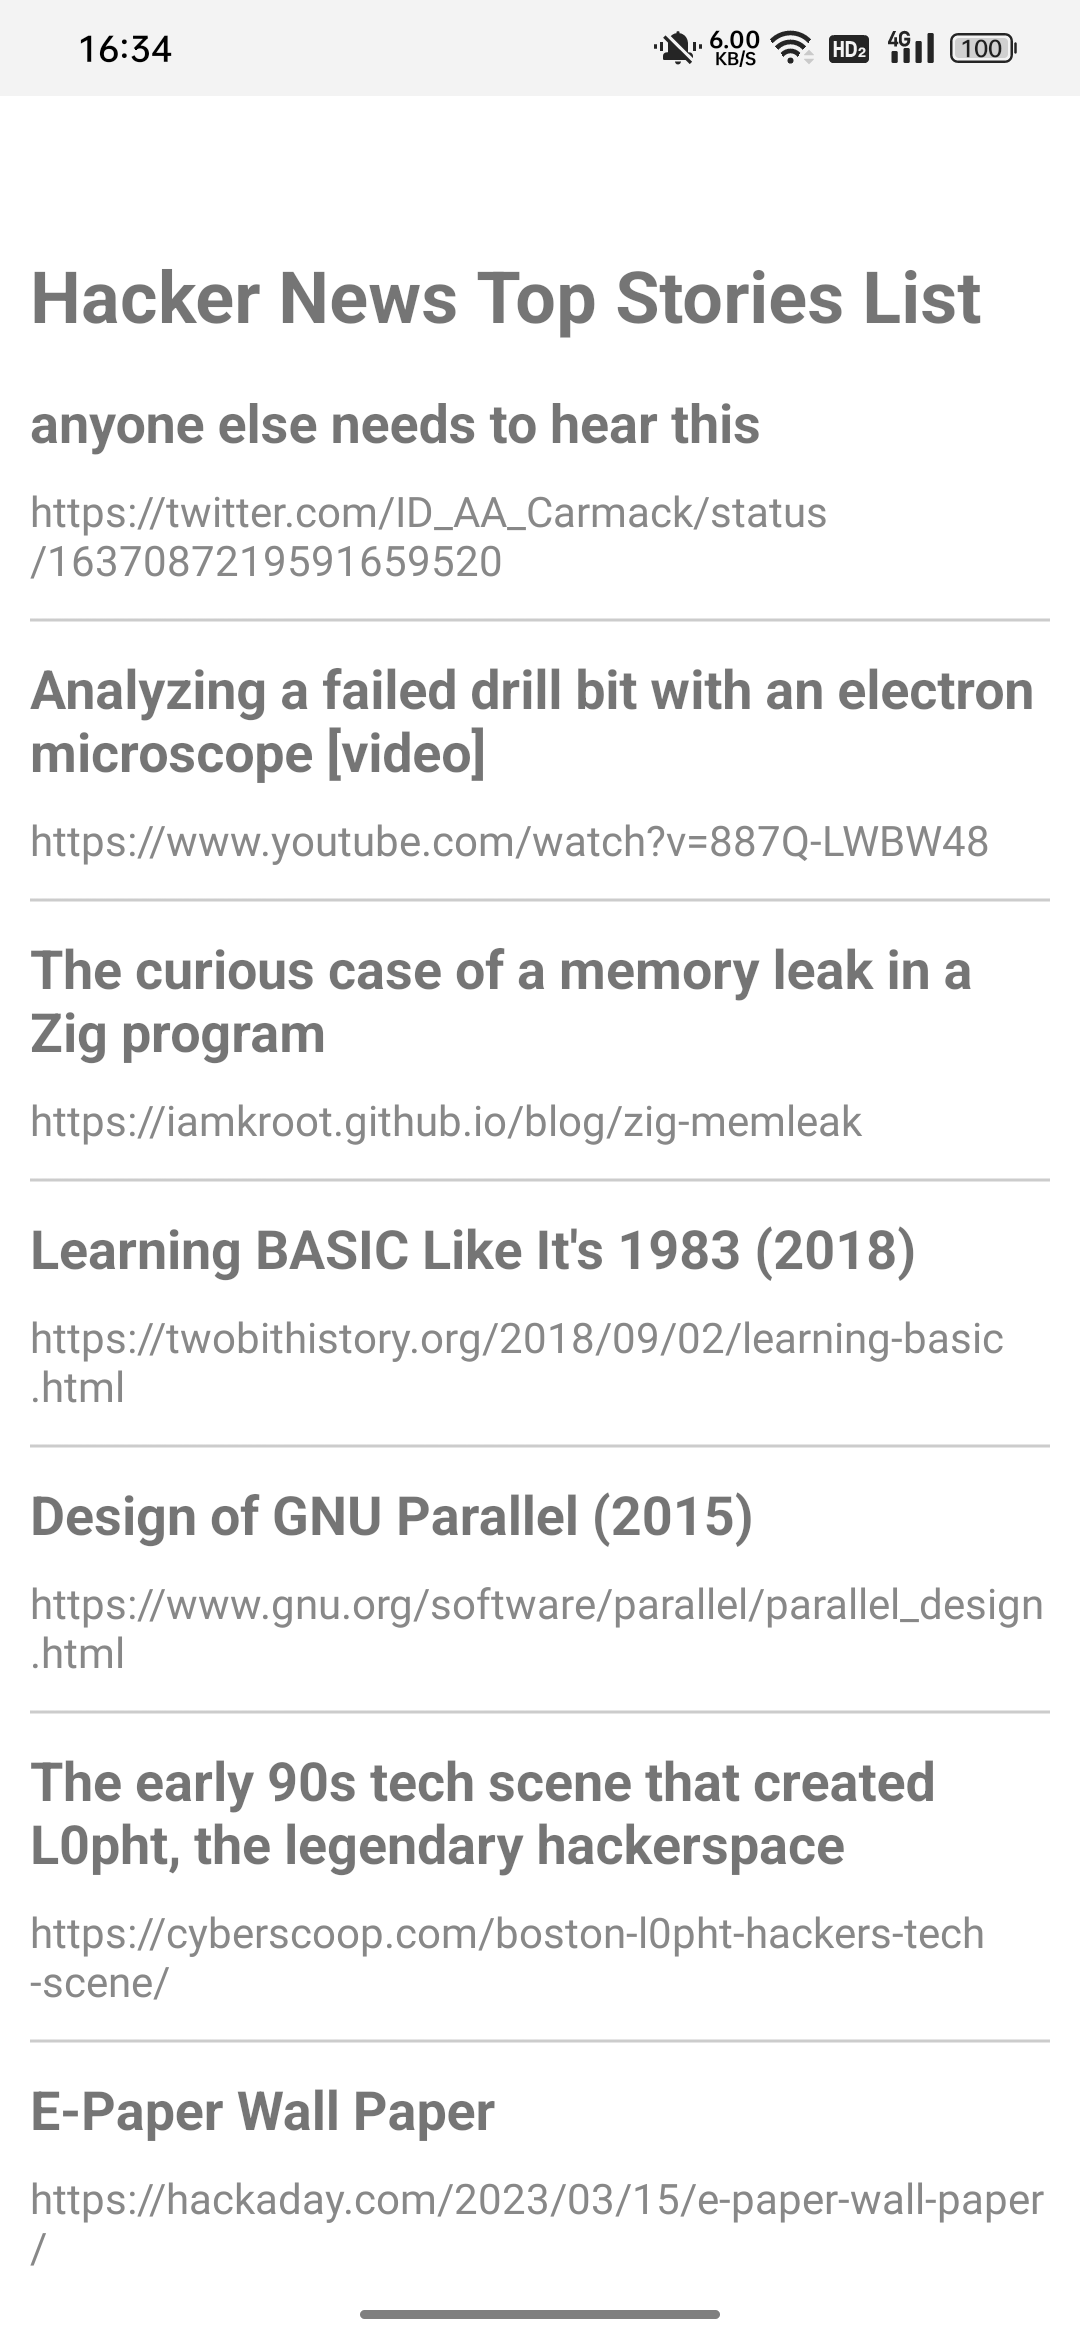 16:34
6.00
KB/S
HD2
4G
100
Hacker News Top Stories List
anyone else needs to hear this
https://twitter.com/ID_AA_Carmack/status
/1637087219591659520
Analyzing a failed drill bit with an electron
microscope [video]
https://www.youtube.com/watch?v=887Q-LWBW48
The curious case of a memory leak in a
Zig program
https://iamkroot.github.io/blog/zig-memleak
Learning BASIC Like It's 1983 (2018)
https://twobithistory.org/2018/09/02/learning-basic
.html
Design of GNU Parallel (2015)
https://www.gnu.org/software/parallel/parallel_design
.html
The early 90s tech scene that created
L0pht, the legendary hackerspace
https://cyberscoop.com/boston-l0pht-hackers-tech
-scene/
E-Paper Wall Paper
https://hackaday.com/2023/03/15/e-paper-wall-paper
/